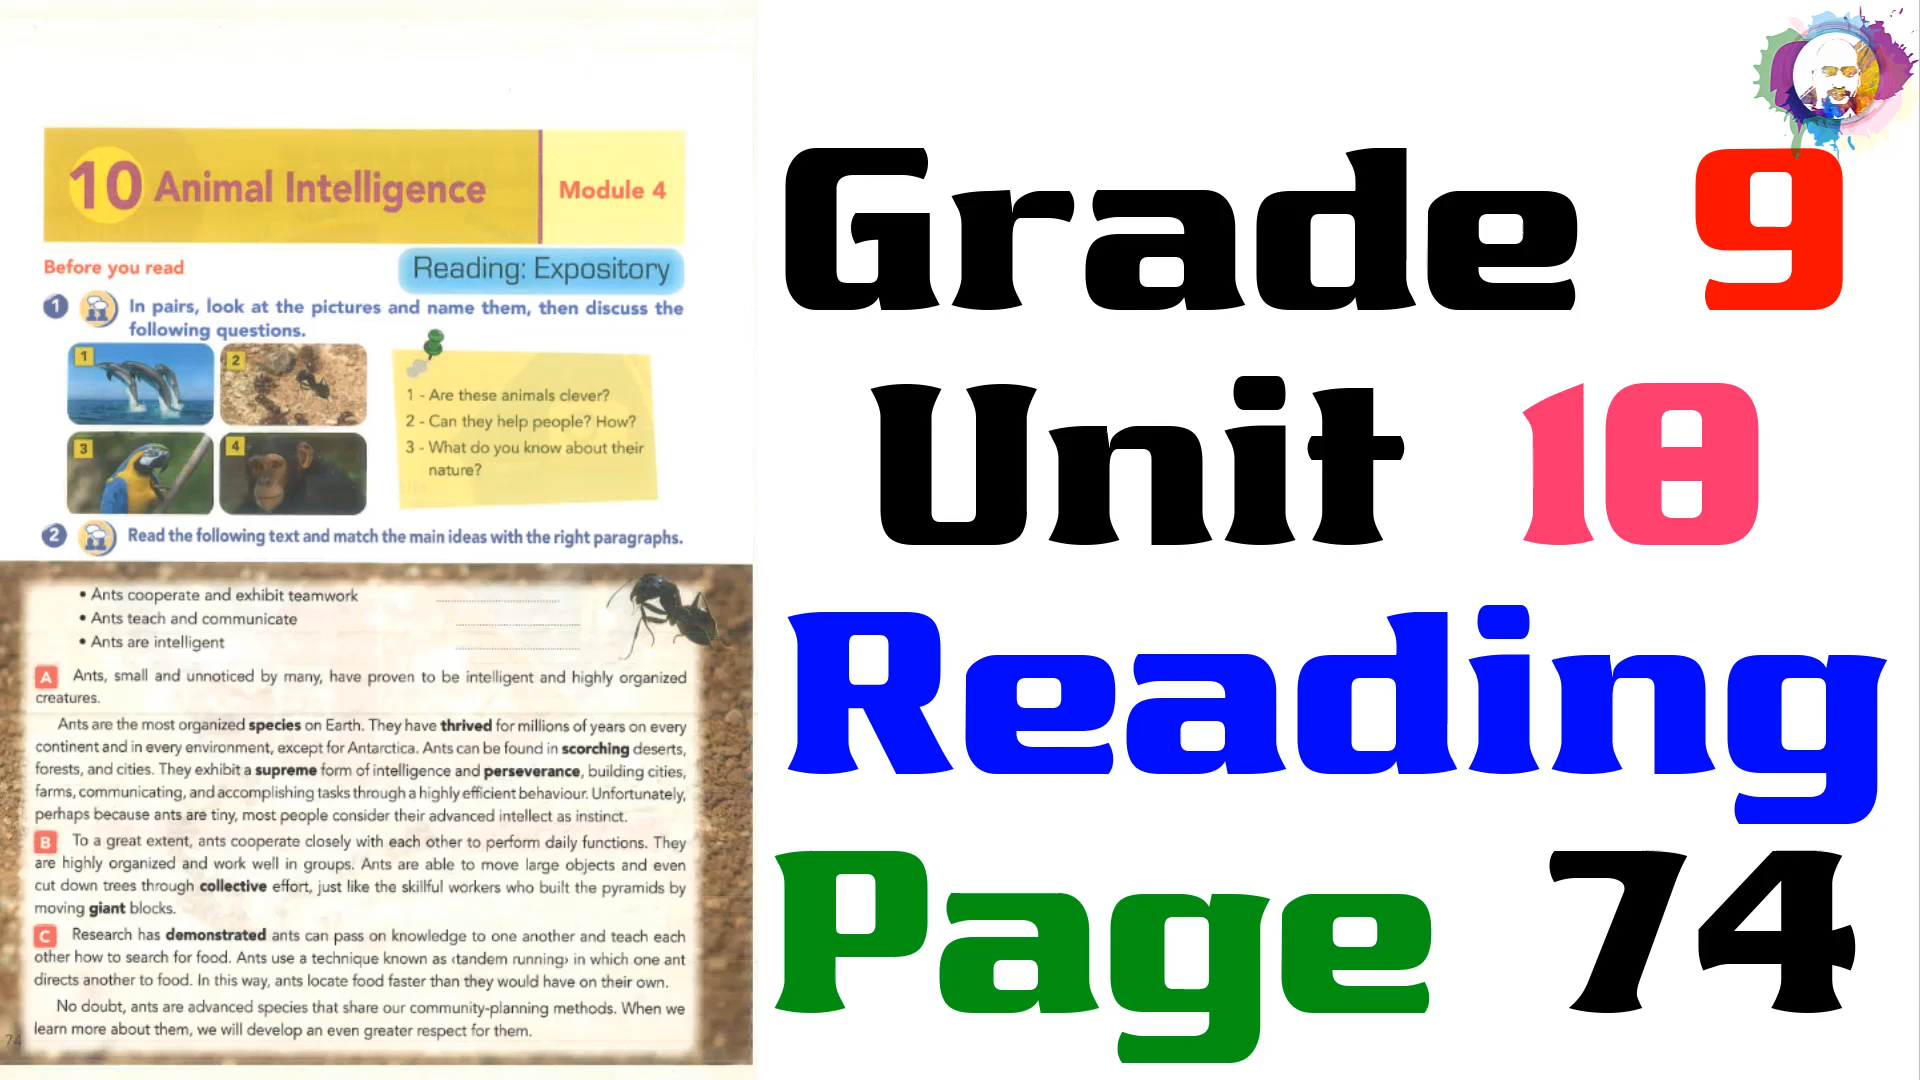 10 Animal Intelligence
Module 4
Before you read
Reading: Expository
1 In pairs, look at the pictures and name them, then discuss the
following questions.
1
2
3
4
1 - Are these animals clever?
2 - Can they help people? How?
3 - What do you know about their
nature?
2 Read the following text and match the main ideas with the right paragraphs.
• Ants cooperate and exhibit teamwork
• Ants teach and communicate
• Ants are intelligent
A Ants, small and unnoticed by many, have proven to be intelligent and highly organized
creatures.
Ants are the most organized species on Earth. They have thrived for millions of years on every
continent and in every environment, except for Antarctica. Ants can be found in scorching deserts,
forests, and cities. They exhibit a supreme form of intelligence and perseverance, building cities,
farms, communicating, and accomplishing tasks through a highly efficient behaviour. Unfortunately,
perhaps because ants are tiny, most people consider their advanced intellect as instinct.
B To a great extent, ants cooperate closely with each other to perform daily functions. They
are highly organized and work well in groups. Ants are able to move large objects and even
cut down trees through collective effort, just like the skillful workers who built the pyramids by
moving giant blocks.
C Research has demonstrated ants can pass on knowledge to one another and teach each
other how to search for food. Ants use a technique known as ‹tandem running› in which one ant
directs another to food. In this way, ants locate food faster than they would have on their own.
No doubt, ants are advanced species that share our community-planning methods. When we
learn more about them, we will develop an even greater respect for them.
74
Grade 9
Unit 10
Reading
Page 74